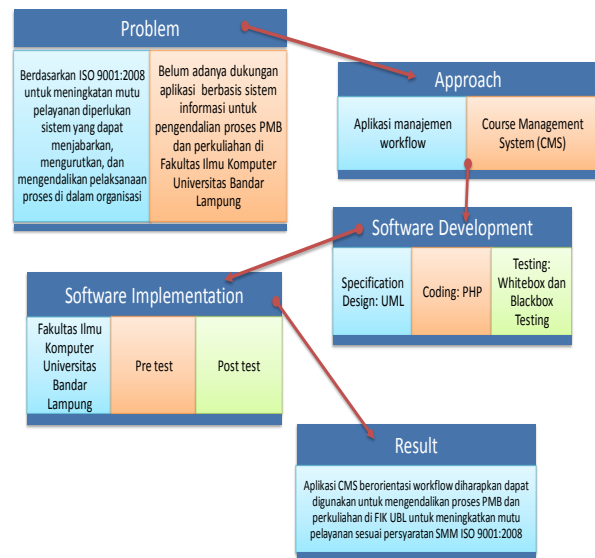 Problem
Berdasarkan ISO 9001:2008
untuk meningkatan mutu
pelayanan diperlukan
sistem yang dapat
menjabarkan,
mengurutkan, dan
mengendalikan pelaksanaan
proses di dalam organisasi
Belum adanya dukungan
aplikasi berbasis sistem
informasi untuk
pengendalian proses PMB
dan perkuliahan di
Fakultas Ilmu Komputer
Universitas Bandar
Lampung
Approach
Aplikasi manajemen
workflow
Course Management
System (CMS)
Software Development
Specification
Design: UML
Coding: PHP
Testing:
Whitebox dan
Blackbox
Testing
Software Implementation
Fakultas Ilmu
Komputer
Universitas
Bandar
Lampung
Pre test
Post test
Result
Aplikasi CMS berorientasi workflow diharapkan dapat
digunakan untuk mengendalikan proses PMB dan
perkuliahan di FIK UBL untuk meningkatkan mutu
pelayanan sesuai persyaratan SMM ISO 9001:2008